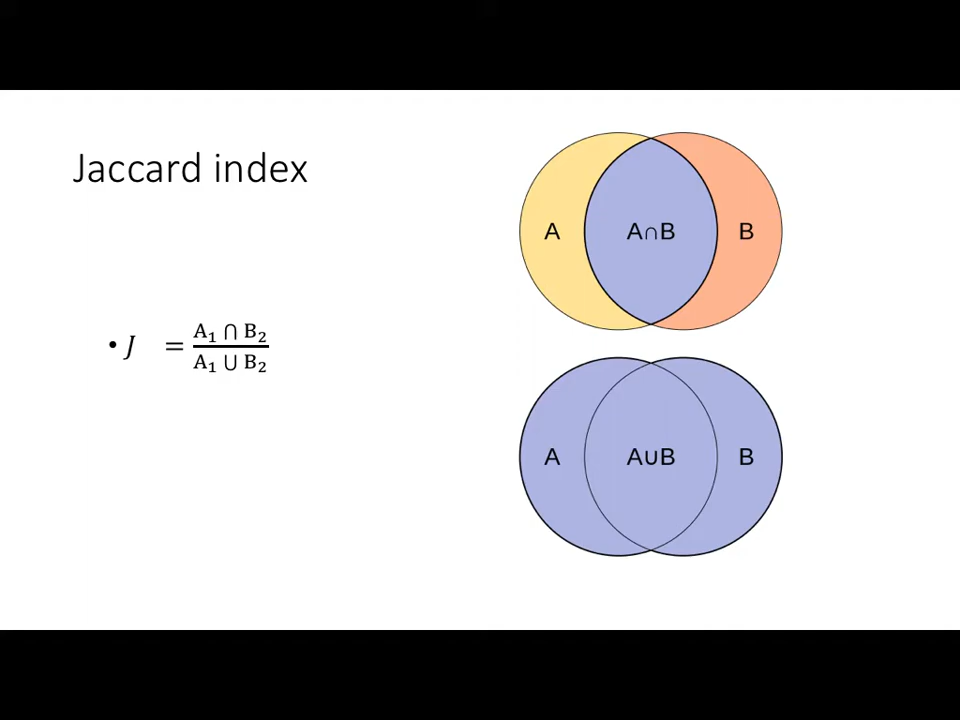 Jaccard index
• J = A₁ ∩ B₂
A₁ ∪ B₂
A A∩B B
A A∪B B